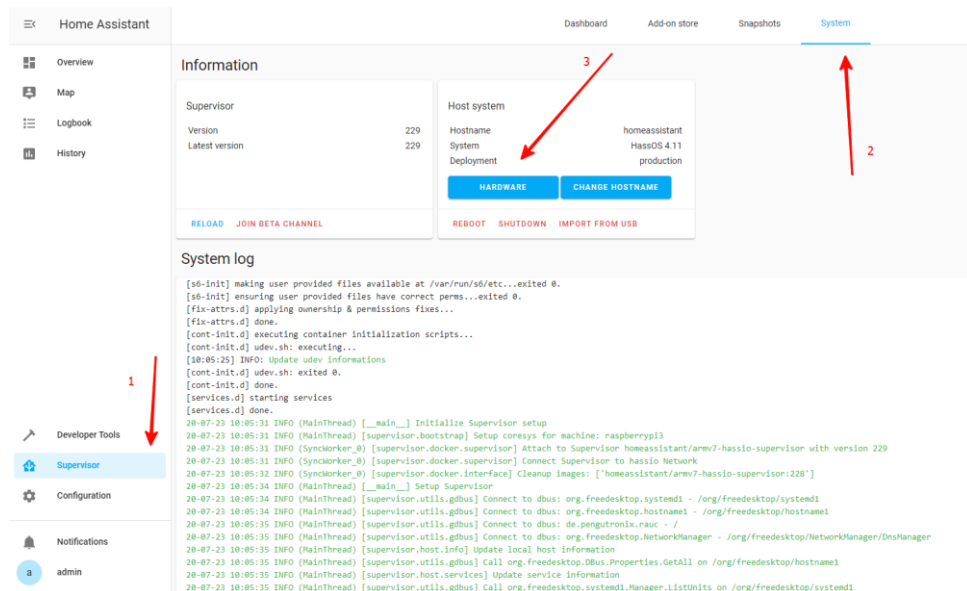 Home Assistant
Dashboard Add-on store Snapshots System
Overview
Map
Logbook
History
Developer Tools
Supervisor
Configuration
Notifications
a admin
1
2
3
Information
Supervisor
Version 229
Latest version 229
RELOAD JOIN BETA CHANNEL
Host system
Hostname homeassistant
System HassOS 4.11
Deployment production
HARDWARE CHANGE HOSTNAME
REBOOT SHUTDOWN IMPORT FROM USB
System log
[s6-init] making user provided files available at /var/run/s6/etc...exited 0.
[s6-init] ensuring user provided files have correct perms...exited 0.
[fix-attrs.d] applying ownership & permissions fixes...
[fix-attrs.d] done.
[cont-init.d] executing container initialization scripts...
[cont-init.d] udev.sh: executing...
[10:05:25] INFO: Update udev informations
[cont-init.d] udev.sh: exited 0.
[cont-init.d] done.
[services.d] starting services
[services.d] done.
20-07-23 10:05:31 INFO (MainThread) [__main__] Initialize Supervisor setup
20-07-23 10:05:31 INFO (MainThread) [supervisor.bootstrap] Setup coresys for machine: raspberrypi3
20-07-23 10:05:31 INFO (SyncWorker_0) [supervisor.docker.supervisor] Attach to Supervisor homeassistant/armv7-hassio-supervisor with version 229
20-07-23 10:05:31 INFO (SyncWorker_0) [supervisor.docker.supervisor] Connect Supervisor to hassio Network
20-07-23 10:05:32 INFO (SyncWorker_0) [supervisor.docker.interface] Cleanup images: ['homeassistant/armv7-hassio-supervisor:228']
20-07-23 10:05:34 INFO (MainThread) [__main__] Setup Supervisor
20-07-23 10:05:34 INFO (MainThread) [supervisor.utils.gdbus] Connect to dbus: org.freedesktop.systemd1 - /org/freedesktop/systemd1
20-07-23 10:05:34 INFO (MainThread) [supervisor.utils.gdbus] Connect to dbus: org.freedesktop.hostname1 - /org/freedesktop/hostname1
20-07-23 10:05:35 INFO (MainThread) [supervisor.utils.gdbus] Connect to dbus: de.pengutronix.rauc - /
20-07-23 10:05:35 INFO (MainThread) [supervisor.utils.gdbus] Connect to dbus: org.freedesktop.NetworkManager - /org/freedesktop/NetworkManager/DnsManager
20-07-23 10:05:35 INFO (MainThread) [supervisor.host.info] Update local host information
20-07-23 10:05:35 INFO (MainThread) [supervisor.utils.gdbus] Call org.freedesktop.DBus.Properties.GetAll on /org/freedesktop/hostname1
20-07-23 10:05:35 INFO (MainThread) [supervisor.host.services] Update service information
20-07-23 10:05:35 INFO (MainThread) [supervisor.utils.gdbus] Call org.freedesktop.systemd1.Manager.ListUnits on /org/freedesktop/systemd1